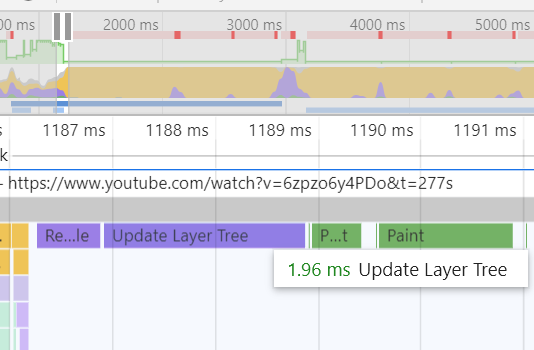 00 ms 2000 ms 3000 ms 4000 ms 5000 ms
s 1187 ms 1188 ms 1189 ms 1190 ms 1191 ms
k
- https://www.youtube.com/watch?v=6zpzo6y4PDo&t=277s
Re...le Update Layer Tree P...t Paint
1.96 ms Update Layer Tree